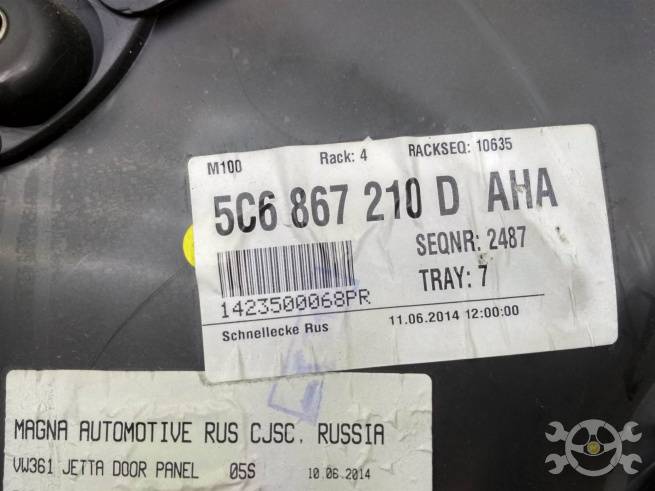 M100 Rack: 4 RACKSEQ: 10635
5C6 867 210 D AHA
SEQNR: 2487
TRAY: 7
1423500068PR
Schnellecke Rus 11.06.2014 12:00:00
MAGNA AUTOMOTIVE RUS CJSC. RUSSIA
VW361 JETTA DOOR PANEL 05S 10.06.2014